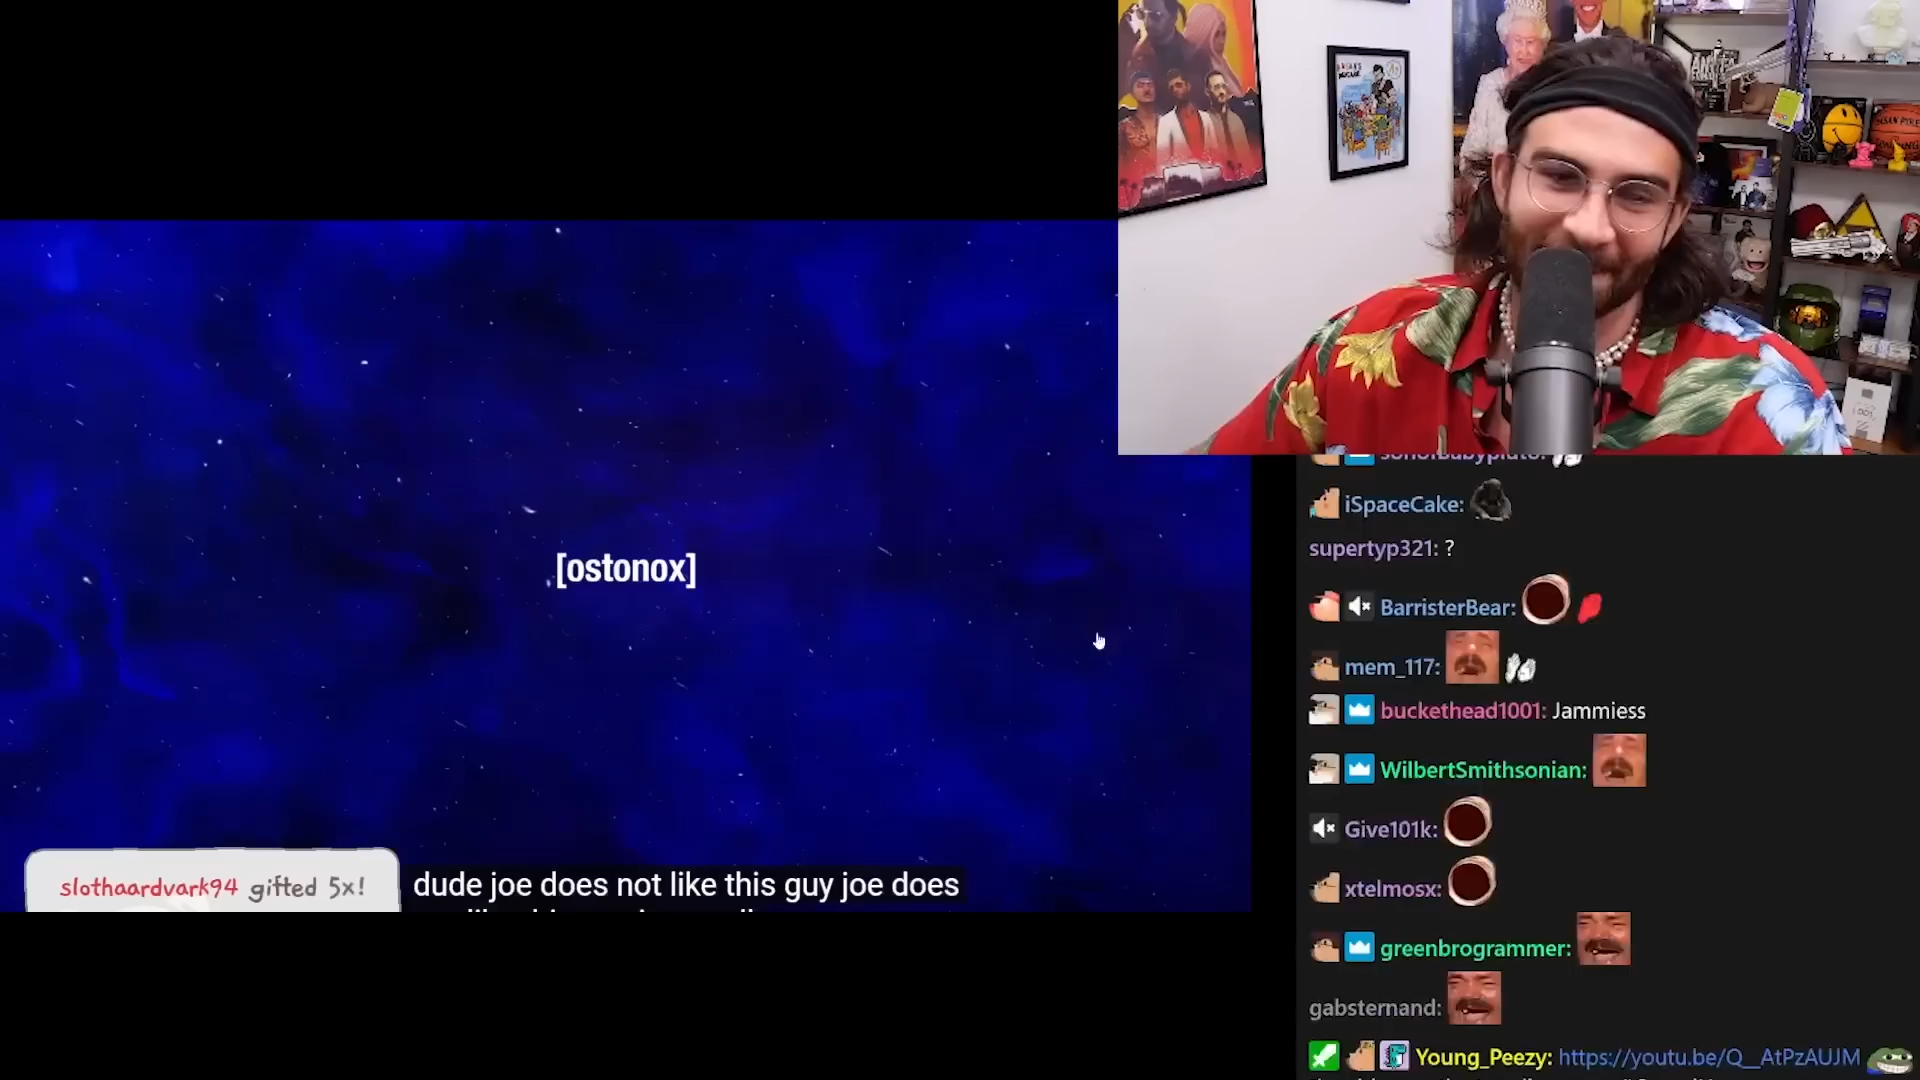 [ostonox]
slothaardvark94 gifted 5x!
dude joe does not like this guy joe does
iSpaceCake:
supertyp321: ?
BarristerBear:
mem_117:
buckethead1001: Jammiess
WilbertSmithsonian:
Give101k:
xtelmosx:
greenbrogrammer:
gabsternand:
Young_Peezy: https://youtu.be/Q__AtPzAUJM